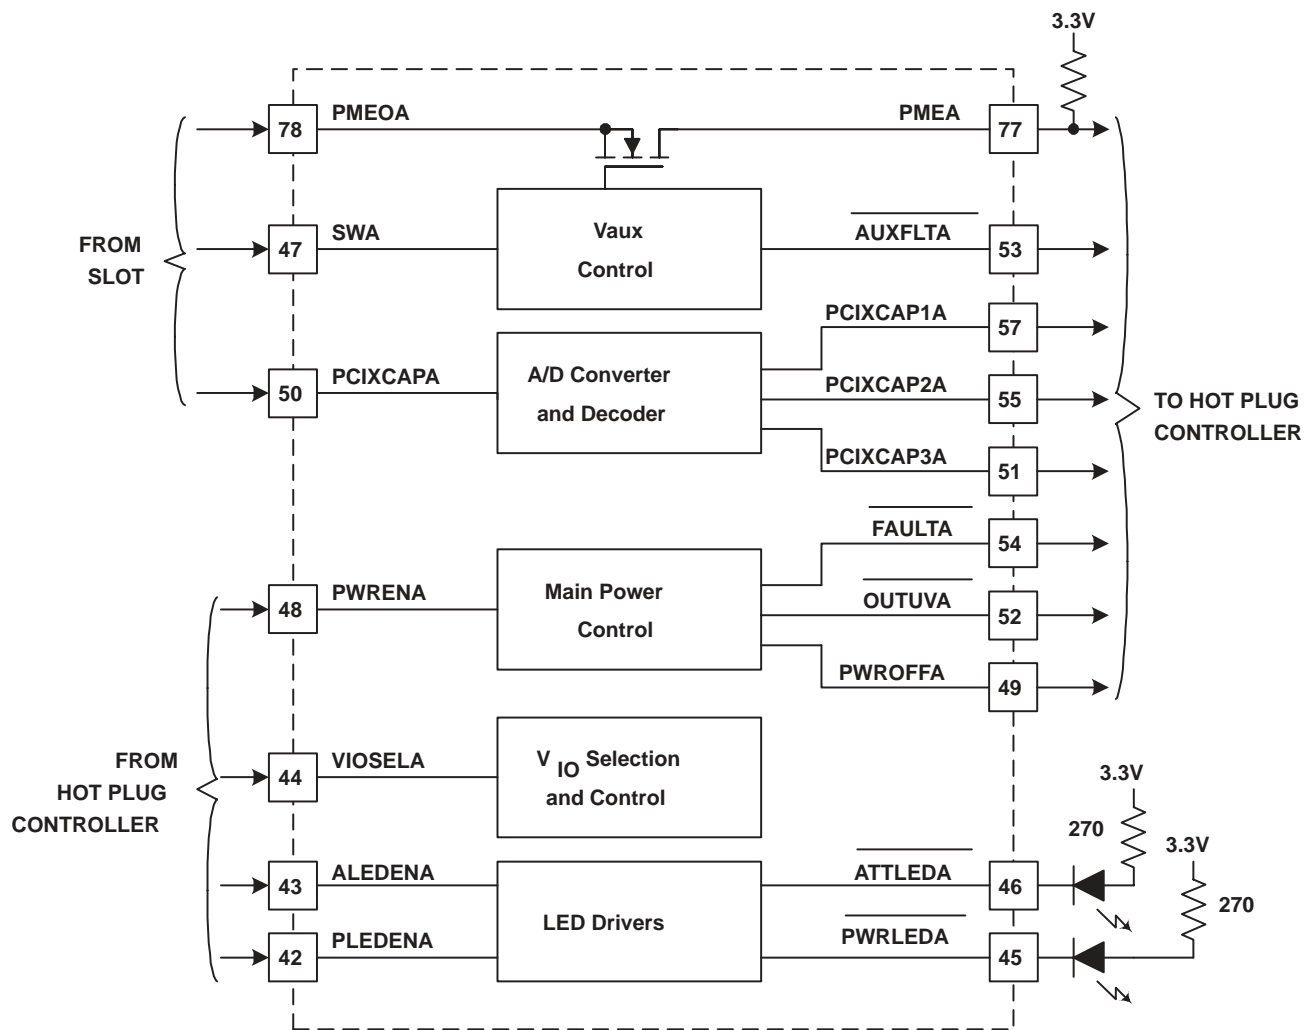 3.3V
78
PMEOA
PMEA
77
47
SWA
Vaux
Control
AUXFLTA
53
FROM
SLOT
PCIXCAP1A
57
50
PCIXCAPA
A/D Converter
and Decoder
PCIXCAP2A
55
TO HOT PLUG
CONTROLLER
PCIXCAP3A
51
FAULTA
54
48
PWRENA
Main Power
Control
OUTUVA
52
PWROFFA
49
FROM
HOT PLUG
CONTROLLER
44
VIOSELA
V IO Selection
and Control
3.3V
270
3.3V
270
43
ALEDENA
LED Drivers
ATTLEDA
46
42
PLEDENA
PWRLEDA
45